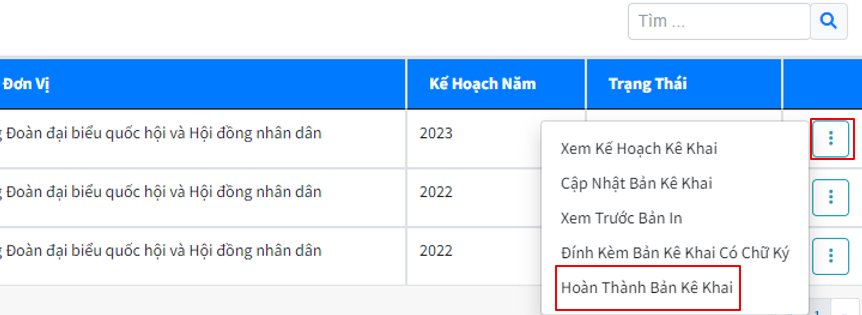 Tìm ...
Đơn Vị Kế Hoạch Năm Trạng Thái
Đoàn đại biểu quốc hội và Hội đồng nhân dân 2023
Xem Kế Hoạch Kê Khai
Cập Nhật Bản Kê Khai
Đoàn đại biểu quốc hội và Hội đồng nhân dân 2022
Xem Trước Bản In
Đoàn đại biểu quốc hội và Hội đồng nhân dân 2022
Đính Kèm Bản Kê Khai Có Chữ Ký
Hoàn Thành Bản Kê Khai
1